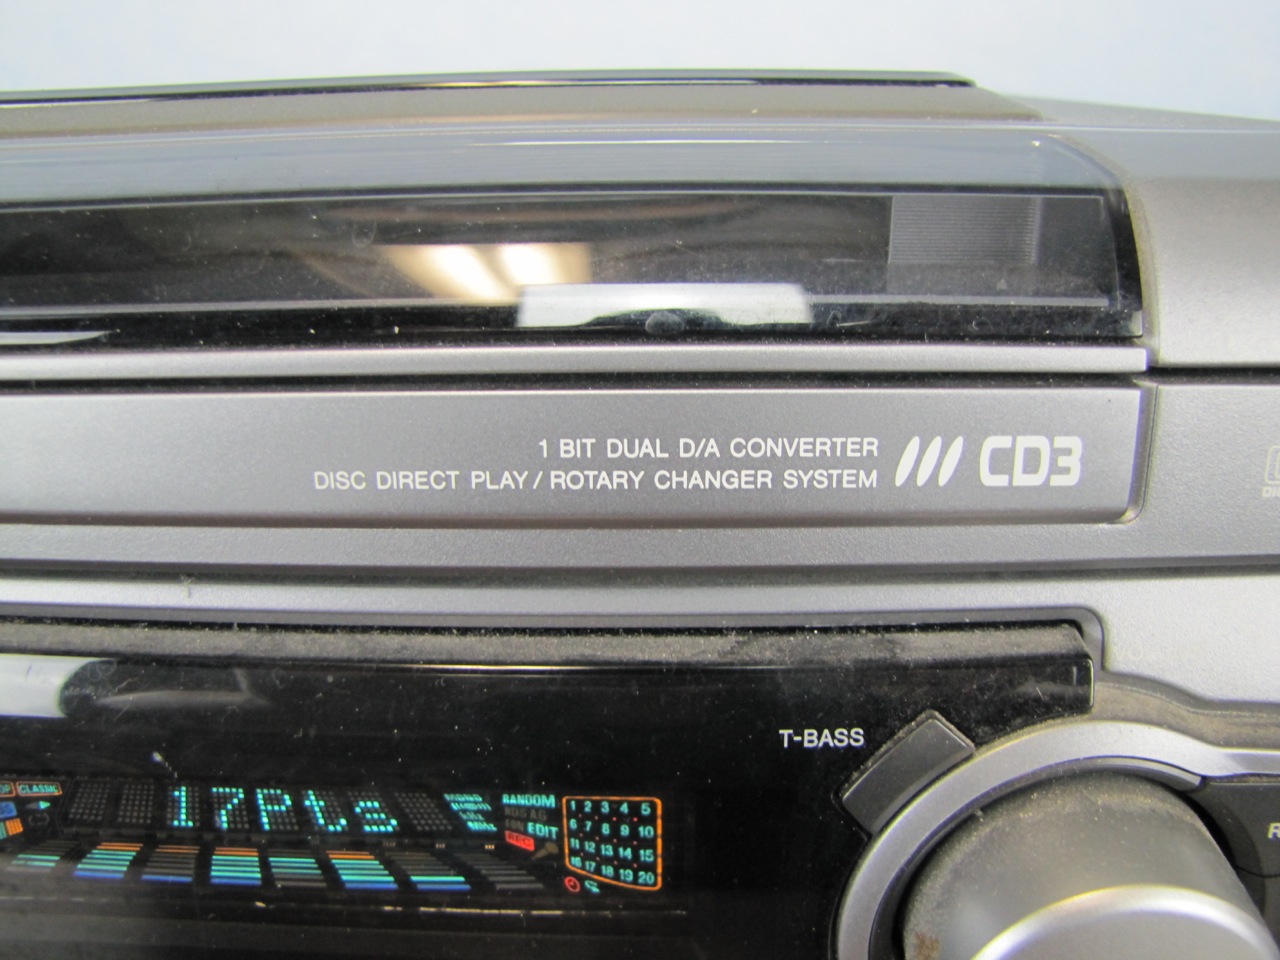 1 BIT DUAL D/A CONVERTER
DISC DIRECT PLAY / ROTARY CHANGER SYSTEM
CD3
T-BASS
CLASSIC
17Pts
RANDOM
EDIT
REC
1 2 3 4 5
6 7 8 9 10
11 12 13 14 15
16 17 18 19 20